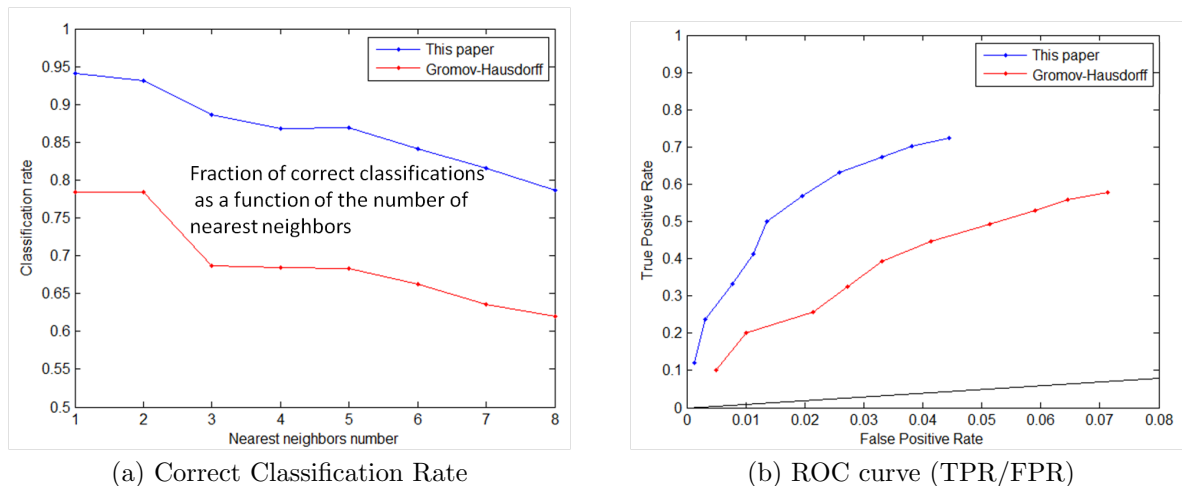 1
0.95
0.9
0.85
0.8
0.75
0.7
0.65
0.6
0.55
0.5
Classification rate
This paper
Gromov-Hausdorff
Fraction of correct classifications
as a function of the number of
nearest neighbors
1 2 3 4 5 6 7 8
Nearest neighbors number
(a) Correct Classification Rate
1
0.9
0.8
0.7
0.6
0.5
0.4
0.3
0.2
0.1
0
True Positive Rate
This paper
Gromov-Hausdorff
0 0.01 0.02 0.03 0.04 0.05 0.06 0.07 0.08
False Positive Rate
(b) ROC curve (TPR/FPR)